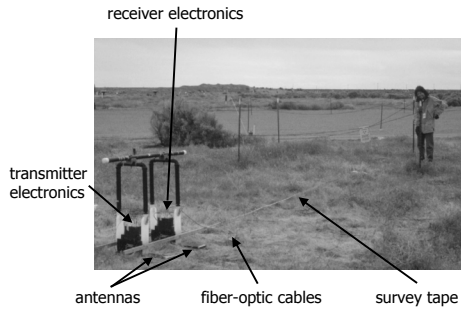 receiver electronics
transmitter
electronics
antennas
fiber-optic cables
survey tape